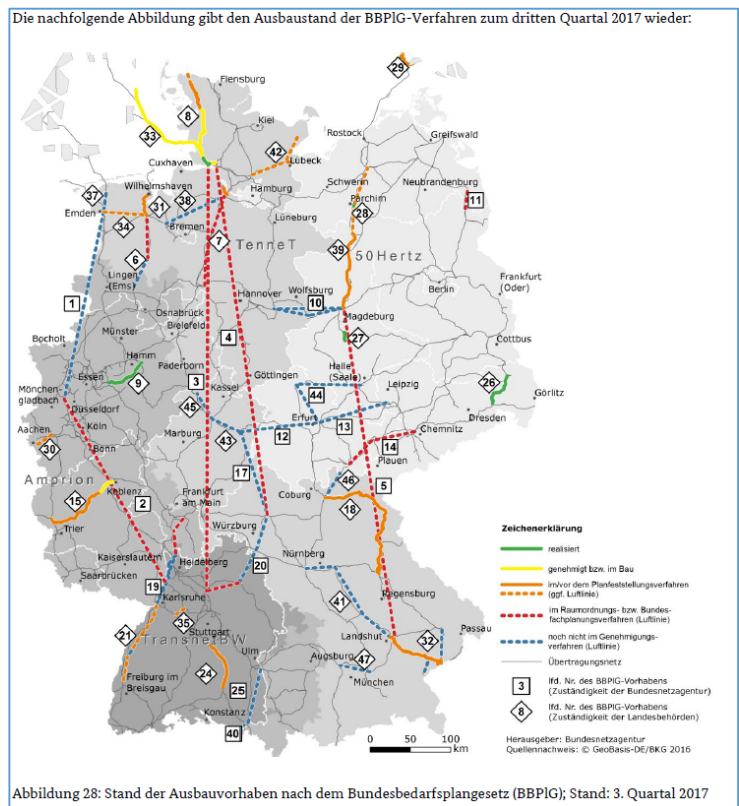 Die nachfolgende Abbildung gibt den Ausbaustand der BBPlG-Verfahren zum dritten Quartal 2017 wieder:
29
Flensburg
8
33
Kiel
Rostock
Greifswald
42
Lübeck
Cuxhaven
Schwerin
Neubrandenburg
37
Wilhelmshaven
38
Hamburg
11
Emden
31
Parchim
28
34
Bremen
Lüneburg
7
TenneT
39
50Hertz
6
Lingen
(Ems)
Frankfurt
(Oder)
1
Hannover
Wolfsburg
10
Berlin
Osnabrück
Magdeburg
Bocholt
Münster
Bielefeld
4
27
Cottbus
Hamm
Paderborn
Halle
(Saale)
Essen
9
3
Göttingen
Leipzig
26
Mönchen
gladbach
Kassel
44
Görlitz
Düsseldorf
45
Erfurt
Dresden
Köln
13
Aachen
Marburg
43
12
Chemnitz
30
Bonn
14
17
Plauen
Amprion
46
5
15
Koblenz
Coburg
2
Frankfurt
am Main
18
Trier
Würzburg
Zeichenerklärung
realisiert
genehmigt bzw. im Bau
im/vor dem Planfeststellungsverfahren
(ggf. Luftlinie)
im Raumordnungs- bzw. Bundes-
fachplanungsverfahren (Luftlinie)
noch nicht im Genehmigungs-
verfahren (Luftlinie)
Übertragungsnetz
3
lfd. Nr. des BBPlG-Vorhabens
(Zuständigkeit der Bundesnetzagentur)
8
lfd. Nr. des BBPlG-Vorhabens
(Zuständigkeit der Landesbehörden)
Herausgeber: Bundesnetzagentur
Quellennachweis: © GeoBasis-DE/BKG 2016
Kaiserslautern
Heidelberg
20
Nürnberg
Saarbrücken
19
Karlsruhe
Regensburg
41
35
21
Stuttgart
Landshut
32
Passau
TransnetBW
Ulm
Augsburg
47
24
25
München
Freiburg im
Breisgau
Konstanz
40
0
50
100
km
Abbildung 28: Stand der Ausbauvorhaben nach dem Bundesbedarfsplangesetz (BBPlG); Stand: 3. Quartal 2017